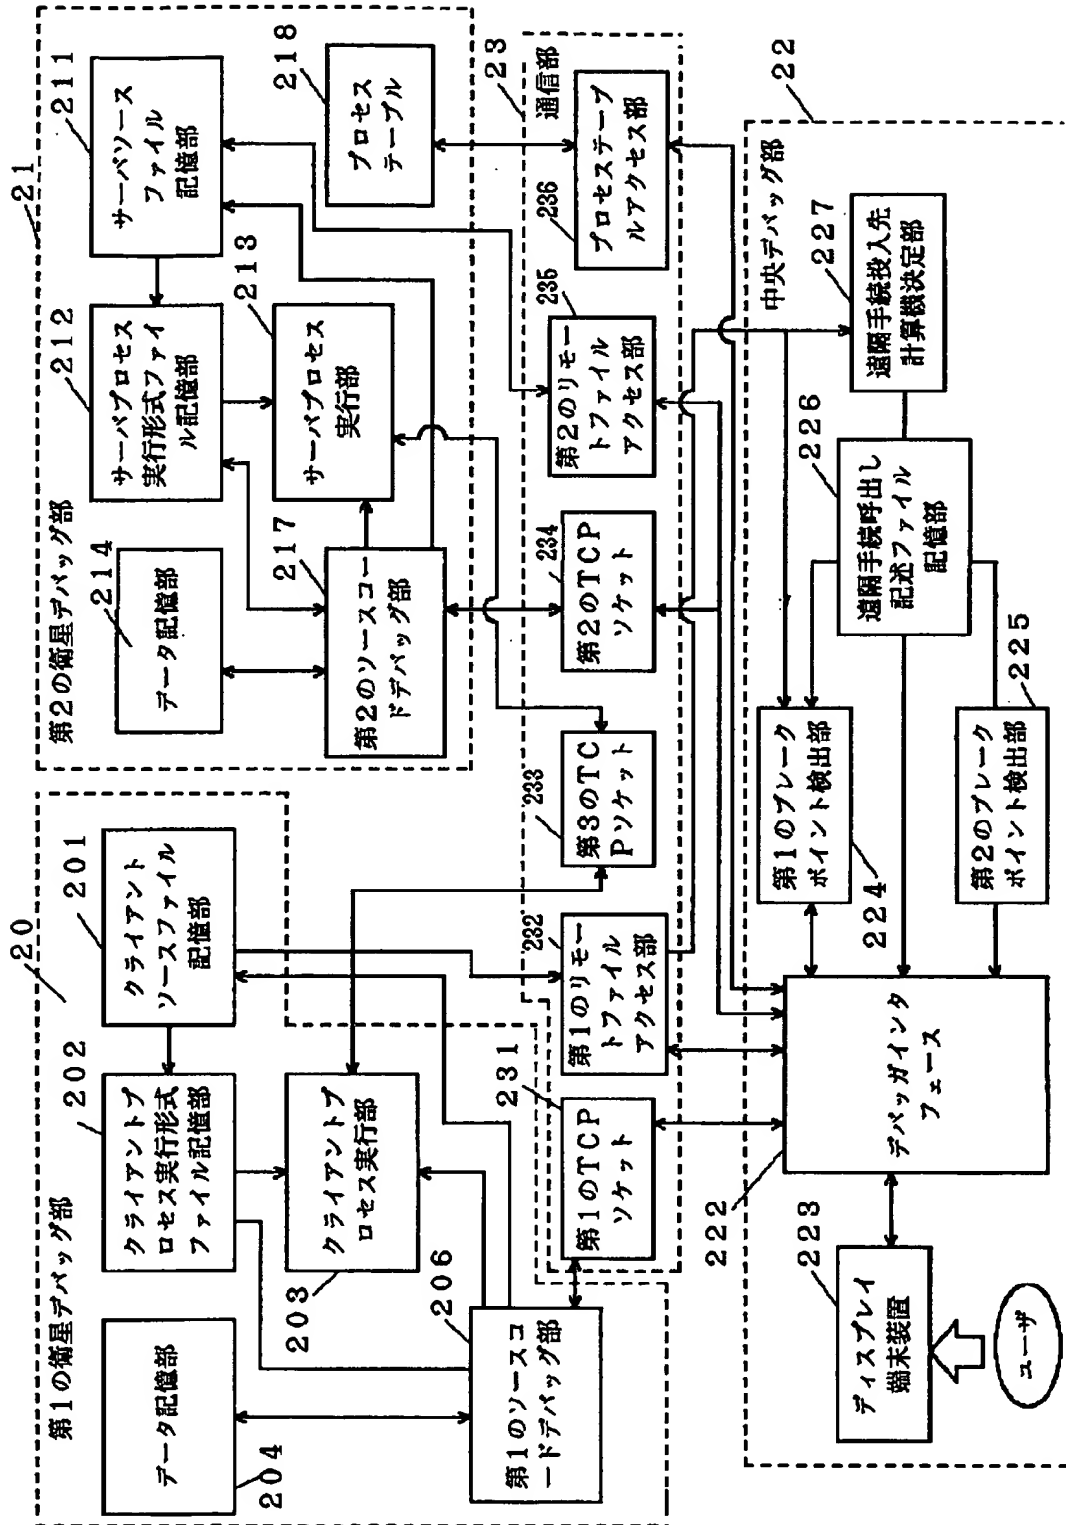 20
第1の衛星デバッグ部
データ記憶部
204
クライアントプ
ロセス実行形式
ファイル記憶部
202
クライアント
ソースファイル
記憶部
201
クライアントプ
ロセス実行部
203
第1のソースコ
ードデバッグ部
206
21
第2の衛星デバッグ部
データ記憶部
214
サーバプロセス
実行形式ファイ
ル記憶部
212
サーバソース
ファイル
記憶部
211
第2のソースコー
ドデバッグ部
217
サーバプロセス
実行部
213
プロセス
テーブル
218
23
通信部
第1のTCP
ソケット
231
第1のリモー
トファイル
アクセス部
232
第3のTC
Pソケット
233
第2のTCP
ソケット
234
第2のリモー
トファイル
アクセス部
235
プロセステーブ
ルアクセス部
236
22
中央デバッグ部
ディスプレイ
端末装置
223
ユーザ
デバッガインタ
フェース
222
第1のブレーク
ポイント検出部
224
第2のブレーク
ポイント検出部
225
遠隔手続呼出し
記述ファイル
記憶部
226
遠隔手続投入先
計算機決定部
227